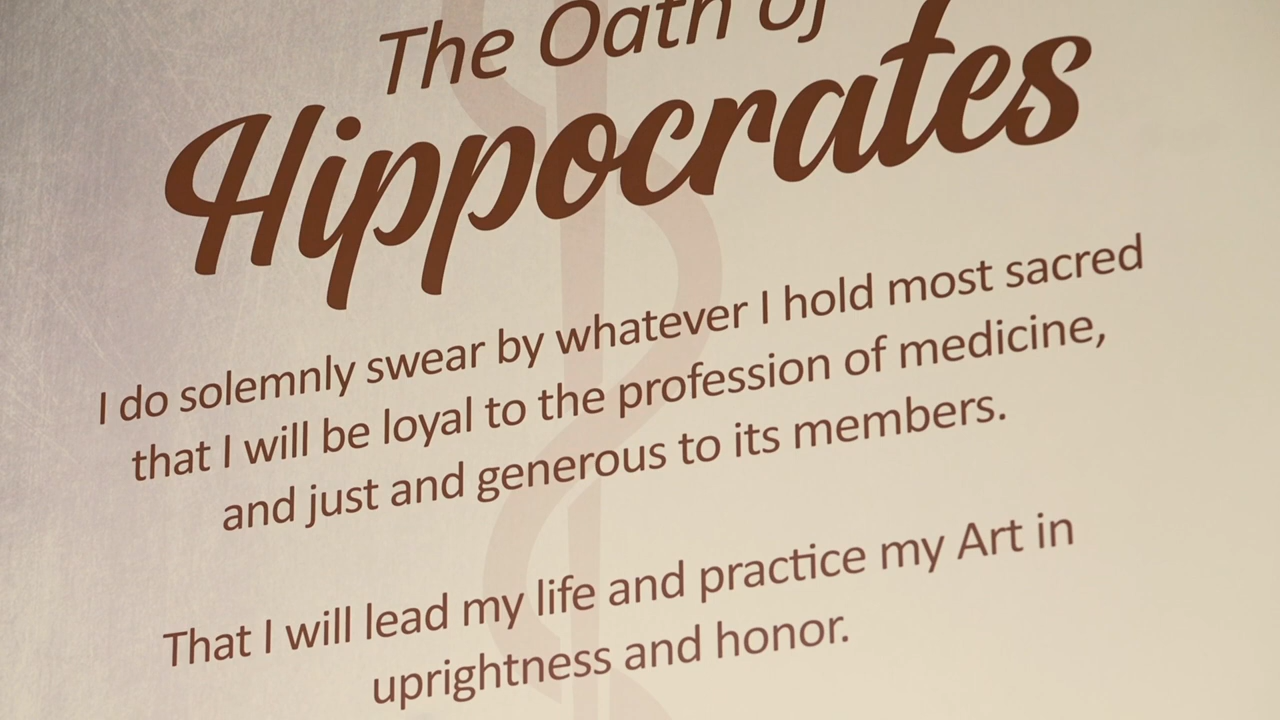 The Oath of
Hippocrates
I do solemnly swear by whatever I hold most sacred
that I will be loyal to the profession of medicine,
and just and generous to its members.
That I will lead my life and practice my Art in
uprightness and honor.